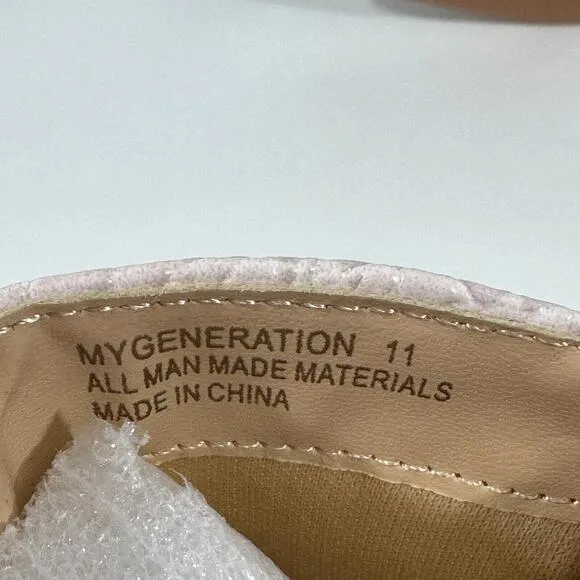 MYGENERATION 11
ALL MAN MADE MATERIALS
MADE IN CHINA